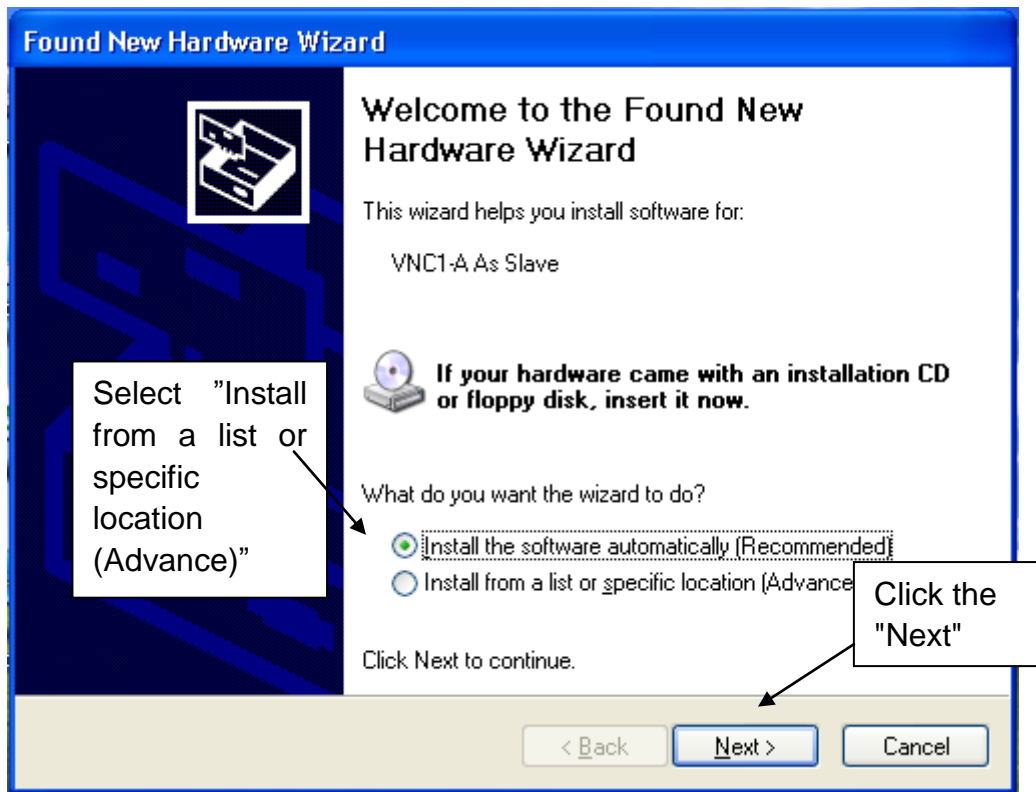 Found New Hardware Wizard
Welcome to the Found New
Hardware Wizard
This wizard helps you install software for:
VNC1-A As Slave
If your hardware came with an installation CD
or floppy disk, insert it now.
Select ”Install
from a list or
specific
location
(Advance)”
What do you want the wizard to do?
Install the software automatically (Recommended)
Install from a list or specific location (Advance
Click the
"Next"
Click Next to continue.
< Back
Next >
Cancel